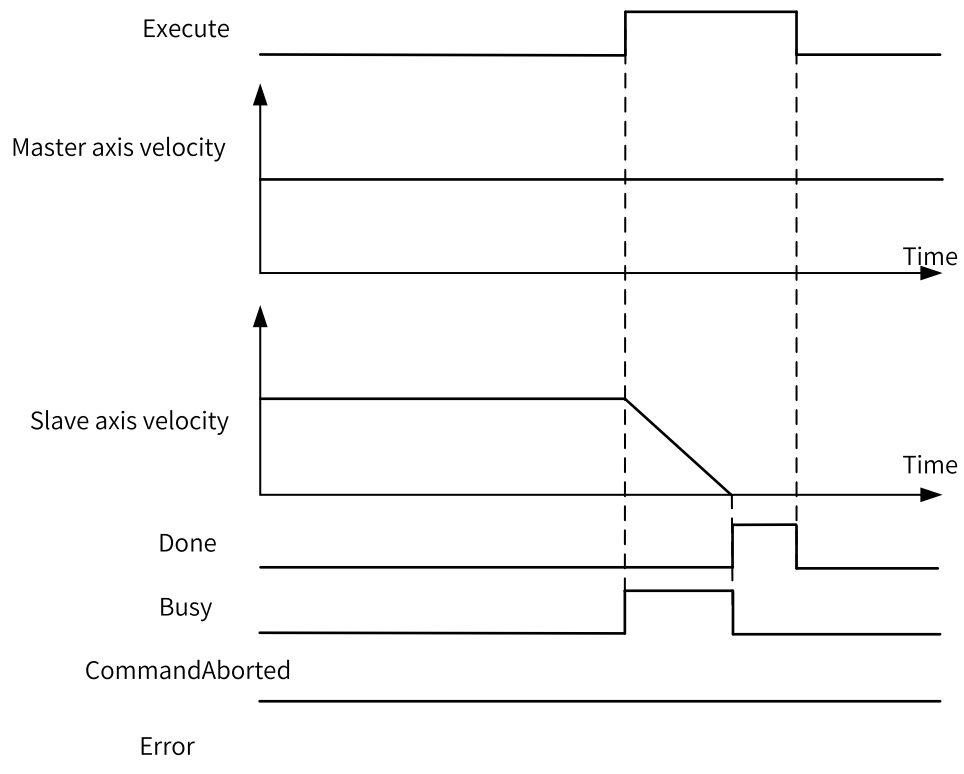 Execute
Master axis velocity
Time
Slave axis velocity
Time
Done
Busy
CommandAborted
Error